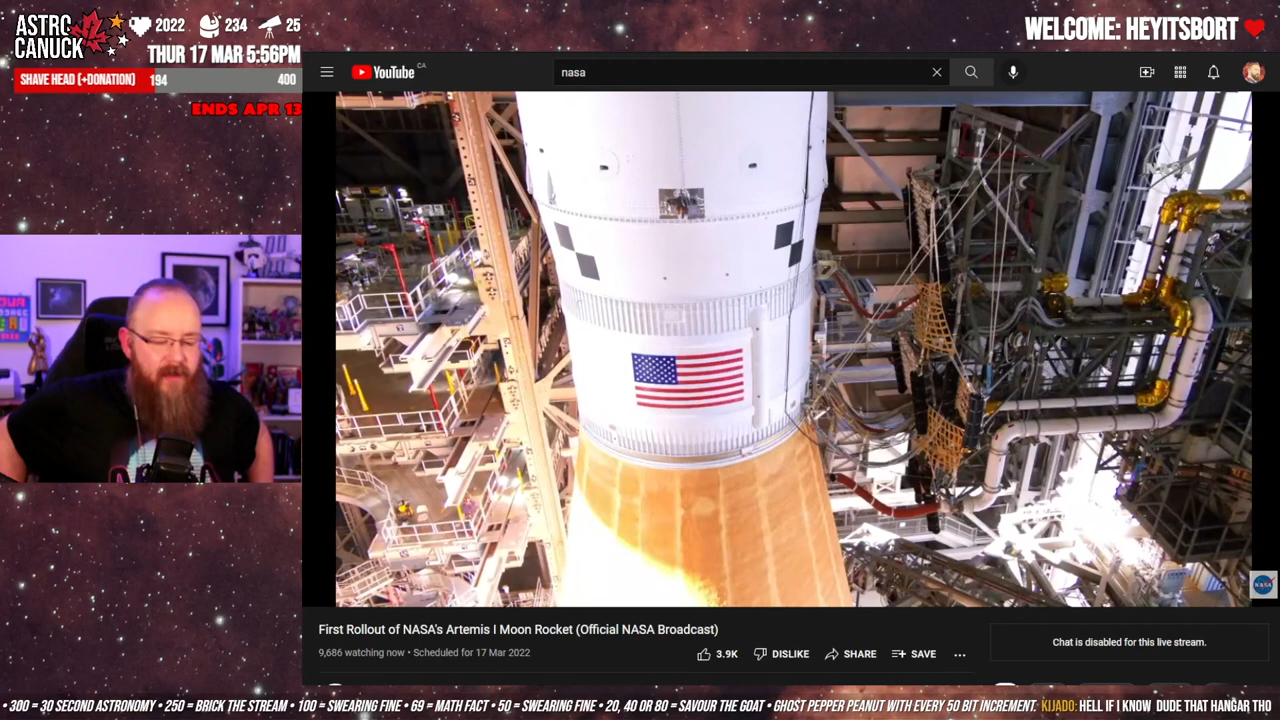 ASTRO
CANUCK
2022
234
25
THUR 17 MAR 5:56PM
SHAVE HEAD (+DONATION)
194
400
ENDS APR 13
WELCOME: HEYITSBORT
YouTube CA
nasa
NASA
First Rollout of NASA's Artemis I Moon Rocket (Official NASA Broadcast)
9,686 watching now • Scheduled for 17 Mar 2022
3.9K
DISLIKE
SHARE
SAVE
Chat is disabled for this live stream.
• 300 = 30 SECOND ASTRONOMY • 250 = BRICK THE STREAM • 100 = SWEARING FINE • 69 = MATH FACT • 50 = SWEARING FINE • 20, 40 OR 80 = SAVOUR THE GOAT • GHOST PEPPER PEANUT WITH EVERY 50 BIT INCREMENT. KIJADO: HELL IF I KNOW DUDE THAT HANGAR THO